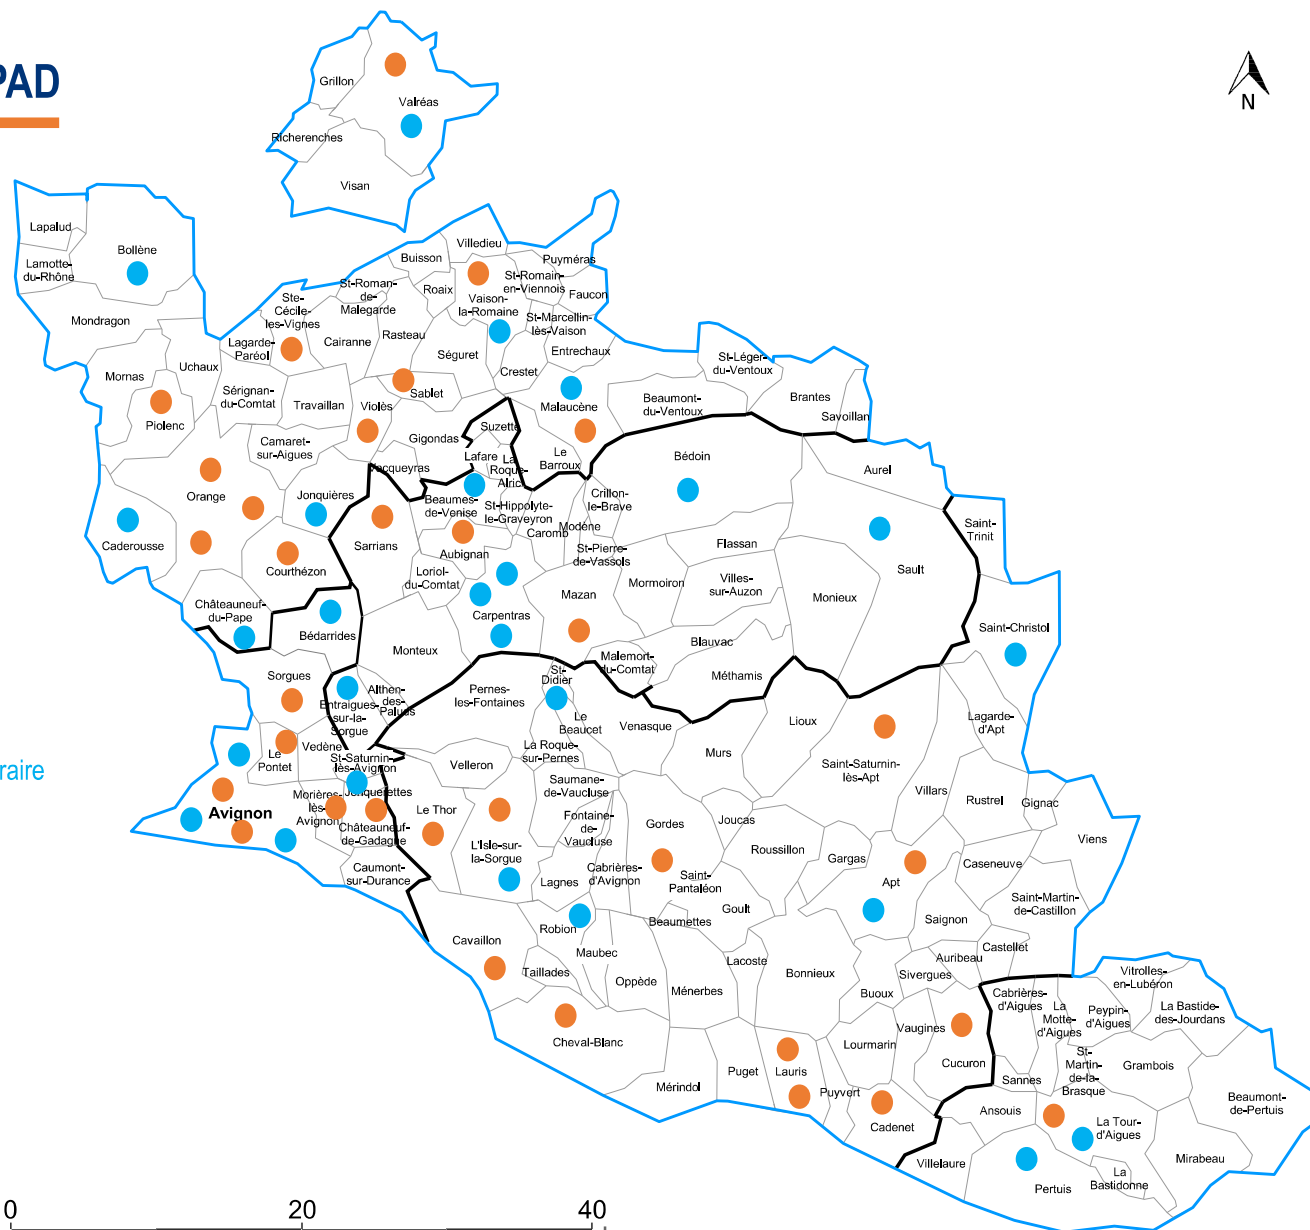 PAD
N
Grillon
Valréas
Richerenches
Visan
Lapalud
Bollène
Lamotte-
du-Rhône
Mondragon
Villedieu
Buisson
Puyméras
St-Romain-
en-Viennois
Faucon
Roaix
Vaison-
la-Romaine
St-Roman-
de-
Malegarde
Ste-
Cécile-
les-Vignes
St-Marcellin-
lès-Vaison
Rasteau
Cairanne
Lagarde-
Paréol
Séguret
Entrechaux
Crestet
St-Léger-
du-Ventoux
Uchaux
Mornas
Sérignan-
du-Comtat
Travaillan
Violès
Sablet
Malaucène
Beaumont-
du-Ventoux
Brantes
Savoillan
Piolenc
Camaret-
sur-Aigues
Gigondas
Suzette
Lafare
La
Roque-
Alric
Le
Barroux
Bédoin
Aurel
Vacqueyras
Orange
Jonquières
Beaumes-
de-Venise
St-Hippolyte-
le-Graveyron
Crillon-
le-Brave
Modène
Caromb
Saint-
Trinit
Caderousse
Sarrians
Aubignan
St-Pierre-
de-Vassols
Flassan
Sault
Courthézon
Loriol-
du-Comtat
Mormoiron
Villes-
sur-Auzon
Monieux
Mazan
Châteauneuf-
du-Pape
Carpentras
Bédarrides
Monteux
Blauvac
Saint-Christol
Malemort-
du-Comtat
Méthamis
Sorgues
St-
Didier
Althen-
des-
Paluds
Pernes-
les-Fontaines
Entraigues-
sur-la-
Sorgue
Le
Beaucet
Venasque
Lioux
Lagarde-
d'Apt
Vedène
Le
Pontet
La Roque-
sur-Pernes
Murs
St-Saturnin-
lès-Avignon
Velleron
Saint-Saturnin-
lès-Apt
raire
Saumane-
de-Vaucluse
Jonquerettes
Morières-
lès-
Avignon
Avignon
Le Thor
Villars
Rustrel
Gignac
Fontaine-
de-
Vaucluse
Gordes
Joucas
Châteauneuf-
de-Gadagne
L'Isle-sur-
la-Sorgue
Roussillon
Gargas
Viens
Caseneuve
Caumont-
sur-Durance
Lagnes
Cabrières-
d'Avignon
Saint-
Pantaléon
Apt
Saint-Martin-
de-Castillon
Goult
Beaumettes
Saignon
Robion
Cavaillon
Maubec
Castellet
Auribeau
Lacoste
Taillades
Oppède
Ménerbes
Bonnieux
Sivergues
Buoux
Vitrolles-
en-Lubéron
Cabrières-
d'Aigues
La
Motte-
d'Aigues
Peypin-
d'Aigues
La Bastide-
des-Jourdans
Cheval-Blanc
Vaugines
Lourmarin
Cucuron
St-
Martin-
de-la-
Brasque
Grambois
Puget
Lauris
Sannes
Mérindol
Puyvert
Beaumont-
de-Pertuis
Ansouis
Cadenet
La Tour-
d'Aigues
Villelaure
Mirabeau
La
Bastidonne
Pertuis
0 20 40